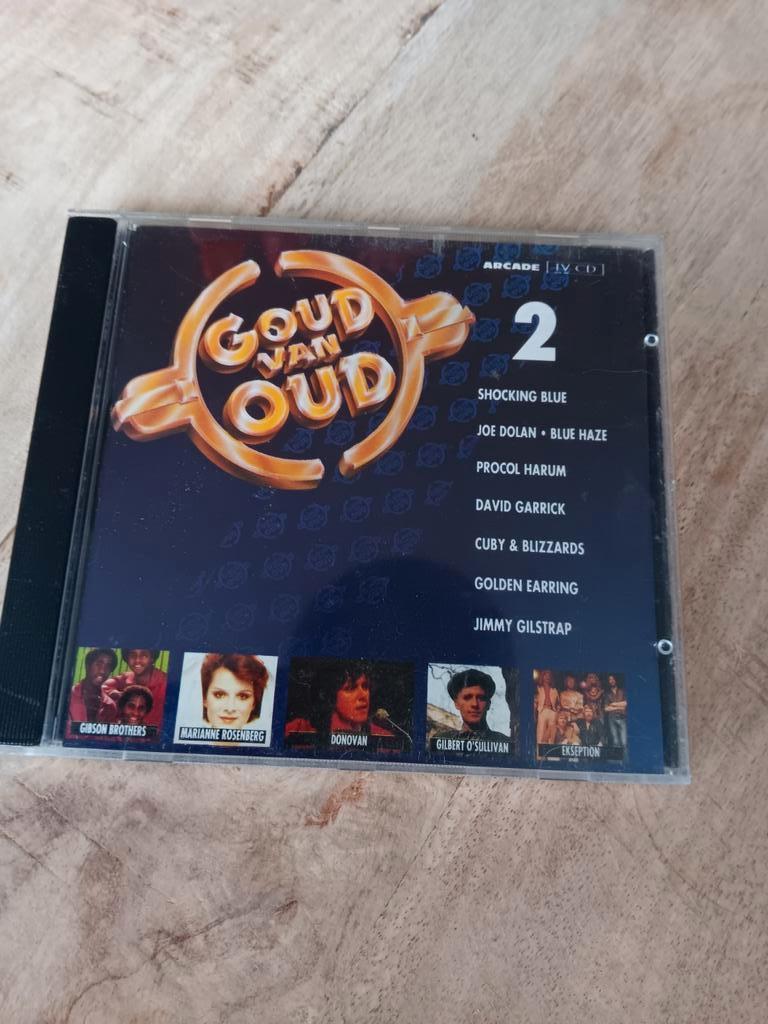 GOUD
VAN
OUD
ARCADE TV CD
2
SHOCKING BLUE
JOE DOLAN • BLUE HAZE
PROCOL HARUM
DAVID GARRICK
CUBY & BLIZZARDS
GOLDEN EARRING
JIMMY GILSTRAP
GIBSON BROTHERS
MARIANNE ROSENBERG
DONOVAN
GILBERT O'SULLIVAN
EKSEPTION